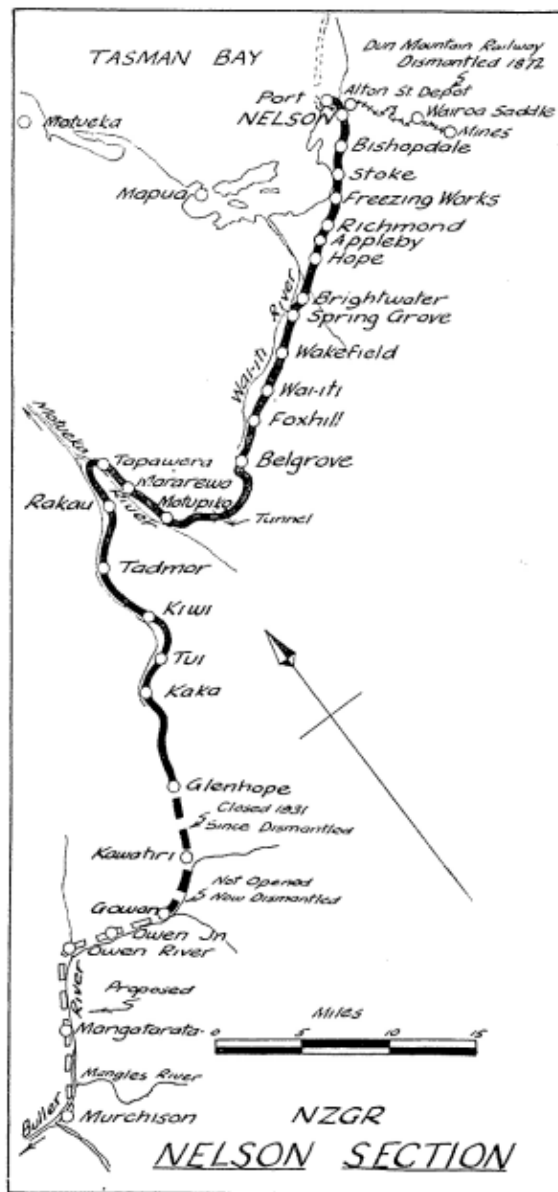 TASMAN BAY
Dun Mountain Railway
Dismantled 1872
Alton St Depot
Port
NELSON
Wairoa Saddle
Mines
Motueka
Bishopdale
Stoke
Mapua
Freezing Works
Richmond
Appleby
Hope
Brightwater
Spring Grove
Wai-iti River
Wakefield
Wai-iti
Foxhill
Belgrove
Motueka River
Tapawera
Mararewo
Motupiko
Tunnel
Rakau
Tadmor
Kiwi
Tui
Kaka
Glenhope
Closed 1931
Since Dismantled
Kawatiri
Not Opened
Now Dismantled
Gowan
Owen Jn
Owen River
Proposed
Mangatarata
Mangles River
Buller River
Murchison
Miles
0 5 10 15
NZGR
NELSON SECTION